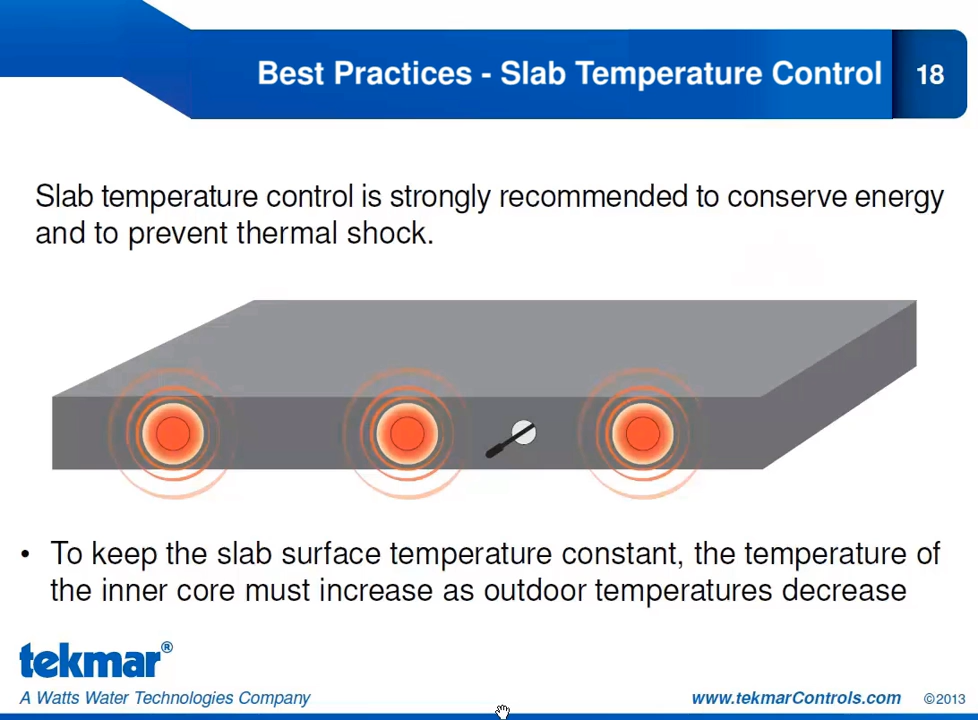 Best Practices - Slab Temperature Control
18
Slab temperature control is strongly recommended to conserve energy
and to prevent thermal shock.
• To keep the slab surface temperature constant, the temperature of
the inner core must increase as outdoor temperatures decrease
tekmar®
A Watts Water Technologies Company
www.tekmarControls.com ©2013